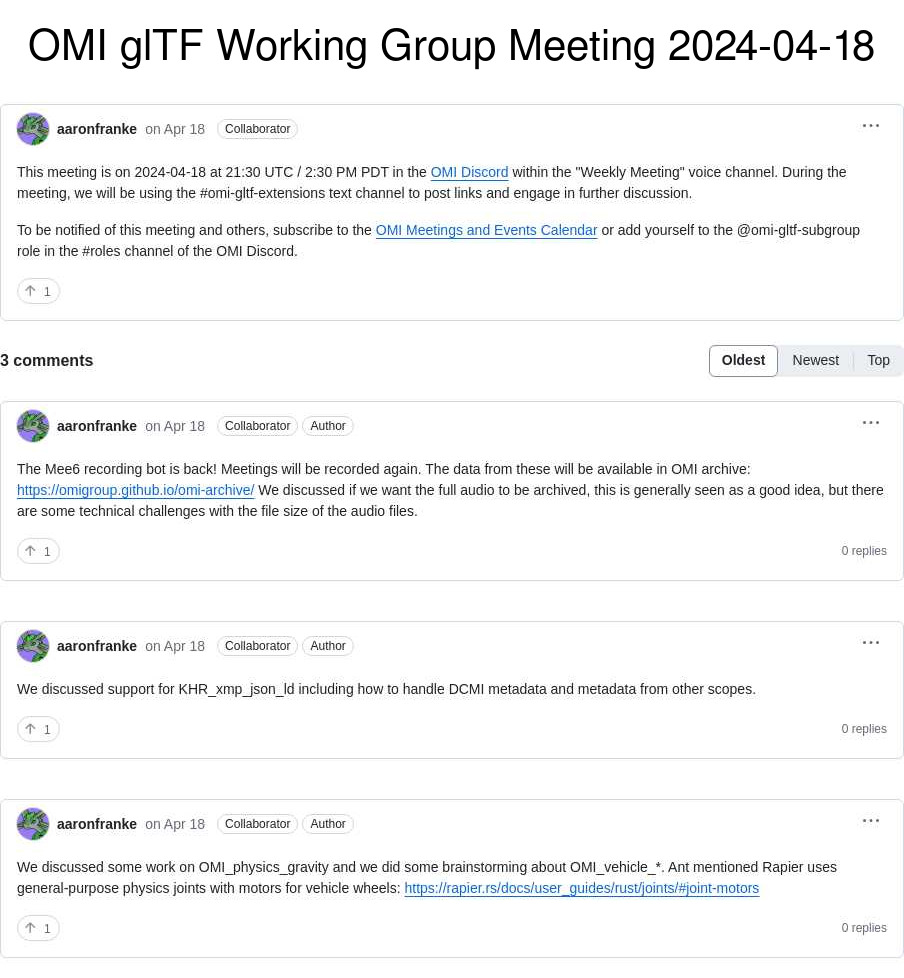 OMI glTF Working Group Meeting 2024-04-18
aaronfranke on Apr 18 Collaborator ...
This meeting is on 2024-04-18 at 21:30 UTC / 2:30 PM PDT in the OMI Discord within the "Weekly Meeting" voice channel. During the
meeting, we will be using the #omi-gltf-extensions text channel to post links and engage in further discussion.
To be notified of this meeting and others, subscribe to the OMI Meetings and Events Calendar or add yourself to the @omi-gltf-subgroup
role in the #roles channel of the OMI Discord.
↑ 1
3 comments Oldest Newest Top
aaronfranke on Apr 18 Collaborator Author ...
The Mee6 recording bot is back! Meetings will be recorded again. The data from these will be available in OMI archive:
https://omigroup.github.io/omi-archive/ We discussed if we want the full audio to be archived, this is generally seen as a good idea, but there
are some technical challenges with the file size of the audio files.
↑ 1 0 replies
aaronfranke on Apr 18 Collaborator Author ...
We discussed support for KHR_xmp_json_ld including how to handle DCMI metadata and metadata from other scopes.
↑ 1 0 replies
aaronfranke on Apr 18 Collaborator Author ...
We discussed some work on OMI_physics_gravity and we did some brainstorming about OMI_vehicle_*. Ant mentioned Rapier uses
general-purpose physics joints with motors for vehicle wheels: https://rapier.rs/docs/user_guides/rust/joints/#joint-motors
↑ 1 0 replies